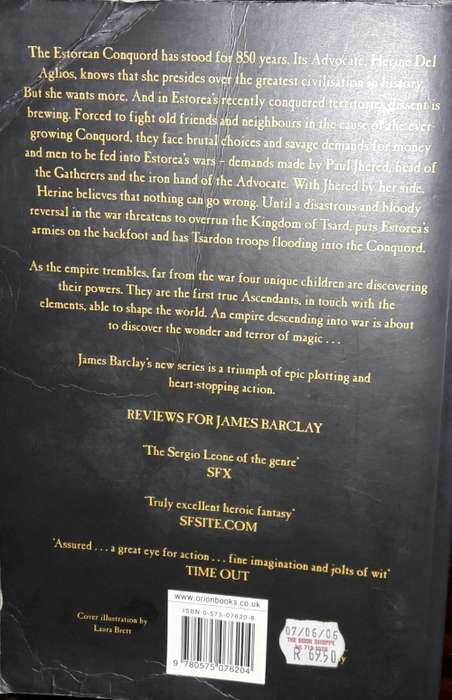 The Estorean Conquord has stood for 850 years. Its Advocate, Herine Del
Aglios, knows that she presides over the greatest civilisation in history.
But she wants more. And in Estorea's recently conquered territories, dissent is
brewing. Forced to fight old friends and neighbours in the cause of the ever-
growing Conquord, they face brutal choices and savage demands for money
and men to be fed into Estorea's wars – demands made by Paul Jhered, head of
the Gatherers and the iron hand of the Advocate. With Jhered by her side,
Herine believes that nothing can go wrong. Until a disastrous and bloody
reversal in the war threatens to overrun the Kingdom of Tsard, puts Estorea's
armies on the backfoot and has Tsardon troops flooding into the Conquord.
As the empire trembles, far from the war four unique children are discovering
their powers. They are the first true Ascendants, in touch with the
elements, able to shape the world. An empire descending into war is about
to discover the wonder and terror of magic . . .
James Barclay's new series is a triumph of epic plotting and
heart-stopping action.
REVIEWS FOR JAMES BARCLAY
'The Sergio Leone of the genre'
SFX
'Truly excellent heroic fantasy'
SFSITE.COM
'Assured . . . a great eye for action . . . fine imagination and jolts of wit'
TIME OUT
www.orionbooks.co.uk
ISBN 0-575-07620-8
9 780575 076204
Cover illustration by
Laura Brett
07/06/06
THE BOOK SHOPPE
R 69.50